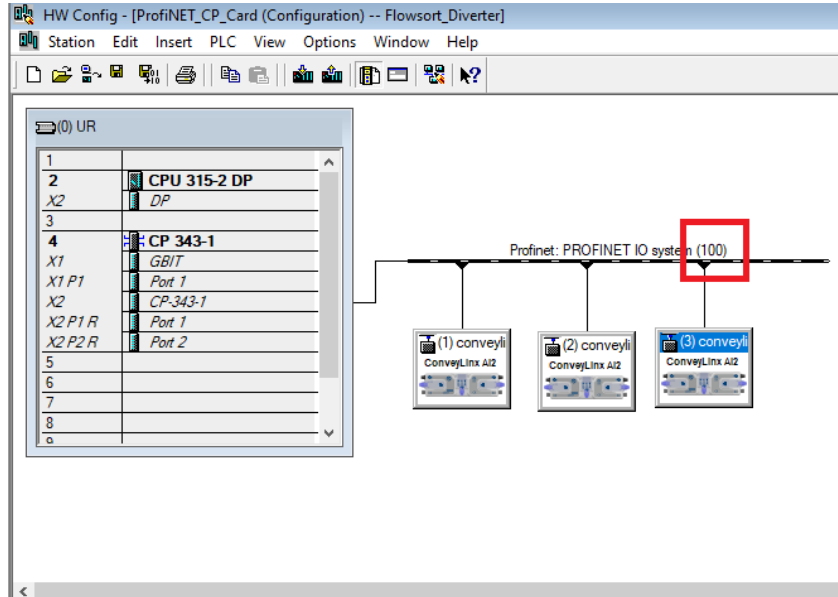 HW Config - [ProfiNET_CP_Card (Configuration) -- Flowsort_Diverter]
Station Edit Insert PLC View Options Window Help
(0) UR
1
2 CPU 315-2 DP
X2 DP
3
4 CP 343-1
X1 GBIT
X1 P1 Port 1
X2 CP-343-1
X2 P1 R Port 1
X2 P2 R Port 2
5
6
7
8
Profinet: PROFINET IO system (100)
(1) conveyli
ConveyLinx AI2
(2) conveyli
ConveyLinx AI2
(3) conveyli
ConveyLinx AI2